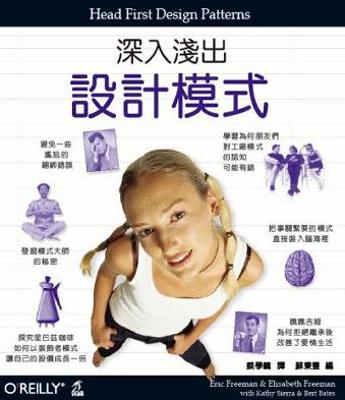 Head First Design Patterns
深入淺出
設計模式
避免一些
尷尬的
綑綁錯誤
學習為何朋友們
對工廠模式
的認知
可能有錯
發掘模式大師
的秘密
把事關緊要的模式
直接裝入腦海裡
探究星巴茲咖啡
如何以裝飾者模式
讓自己的股價成長一倍
瞧瞧吉姆
為何拒絕繼承後
改善了愛情生活
蔡學鏞 譯
蘇秉豐 編
O'REILLY®
Eric Freeman & Elisabeth Freeman
with Kathy Sierra & Bert Bates